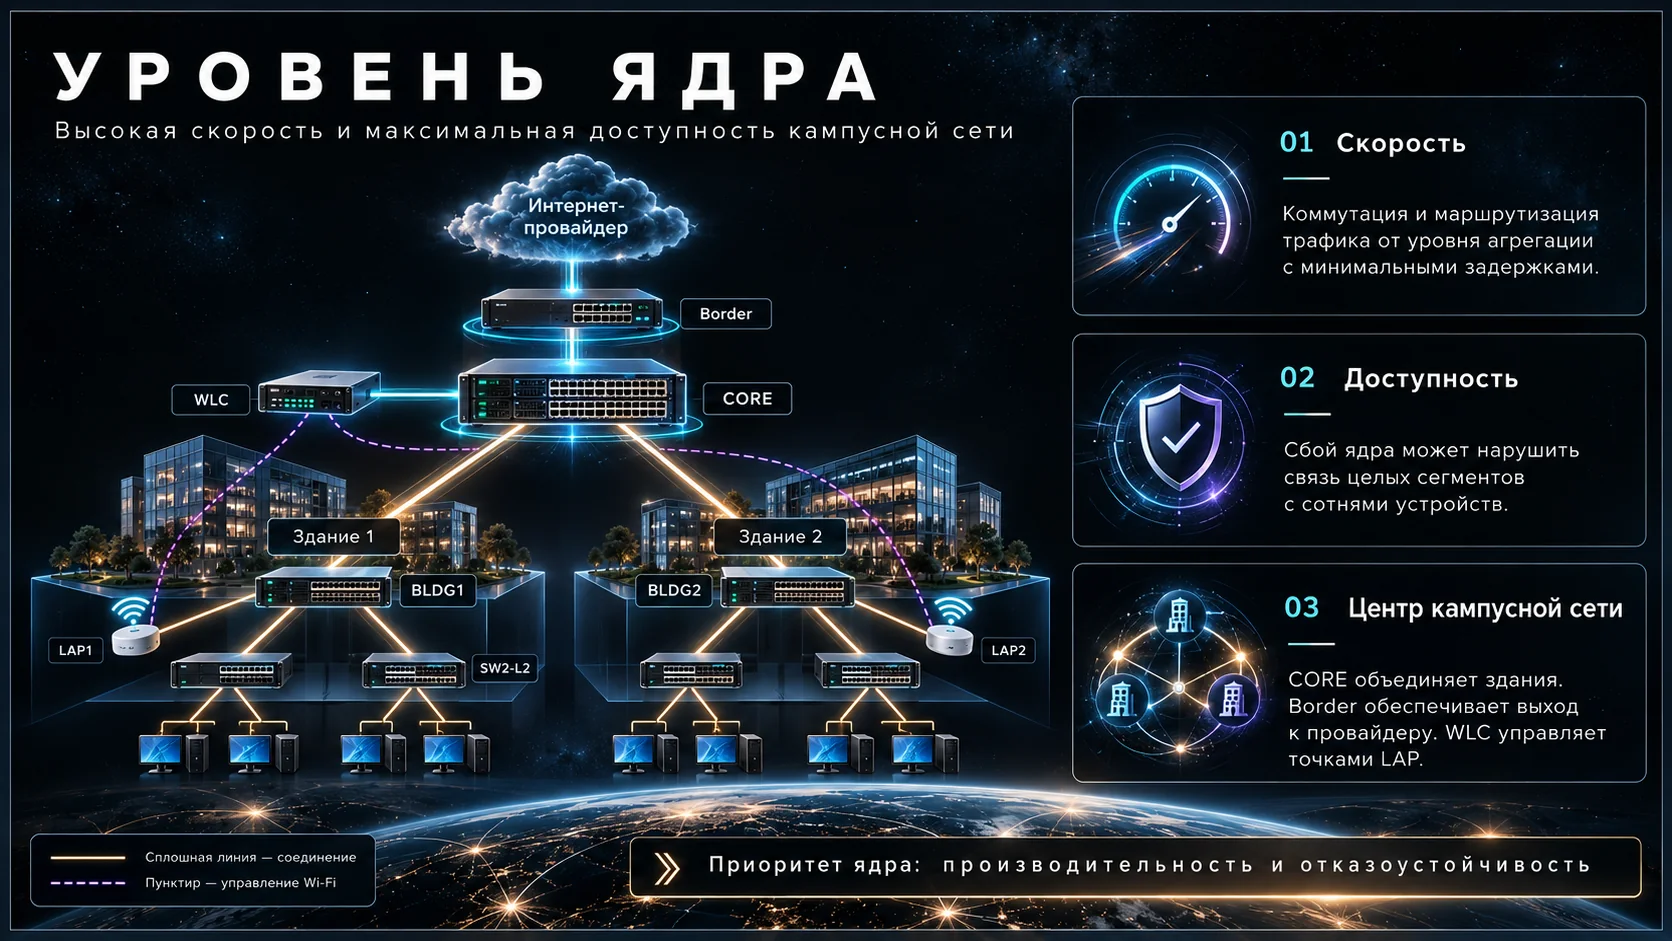 УРОВЕНЬ ЯДРА
Высокая скорость и максимальная доступность кампусной сети
Интернет-
провайдер
Border
WLC
CORE
Здание 1
Здание 2
BLDG1
BLDG2
LAP1
SW2-L2
LAP2
Сплошная линия — соединение
Пунктир — управление Wi-Fi
01 Скорость
Коммутация и маршрутизация
трафика от уровня агрегации
с минимальными задержками.
02 Доступность
Сбой ядра может нарушить
связь целых сегментов
с сотнями устройств.
03 Центр кампусной сети
CORE объединяет здания.
Border обеспечивает выход
к провайдеру. WLC управляет
точками LAP.
Приоритет ядра: производительность и отказоустойчивость